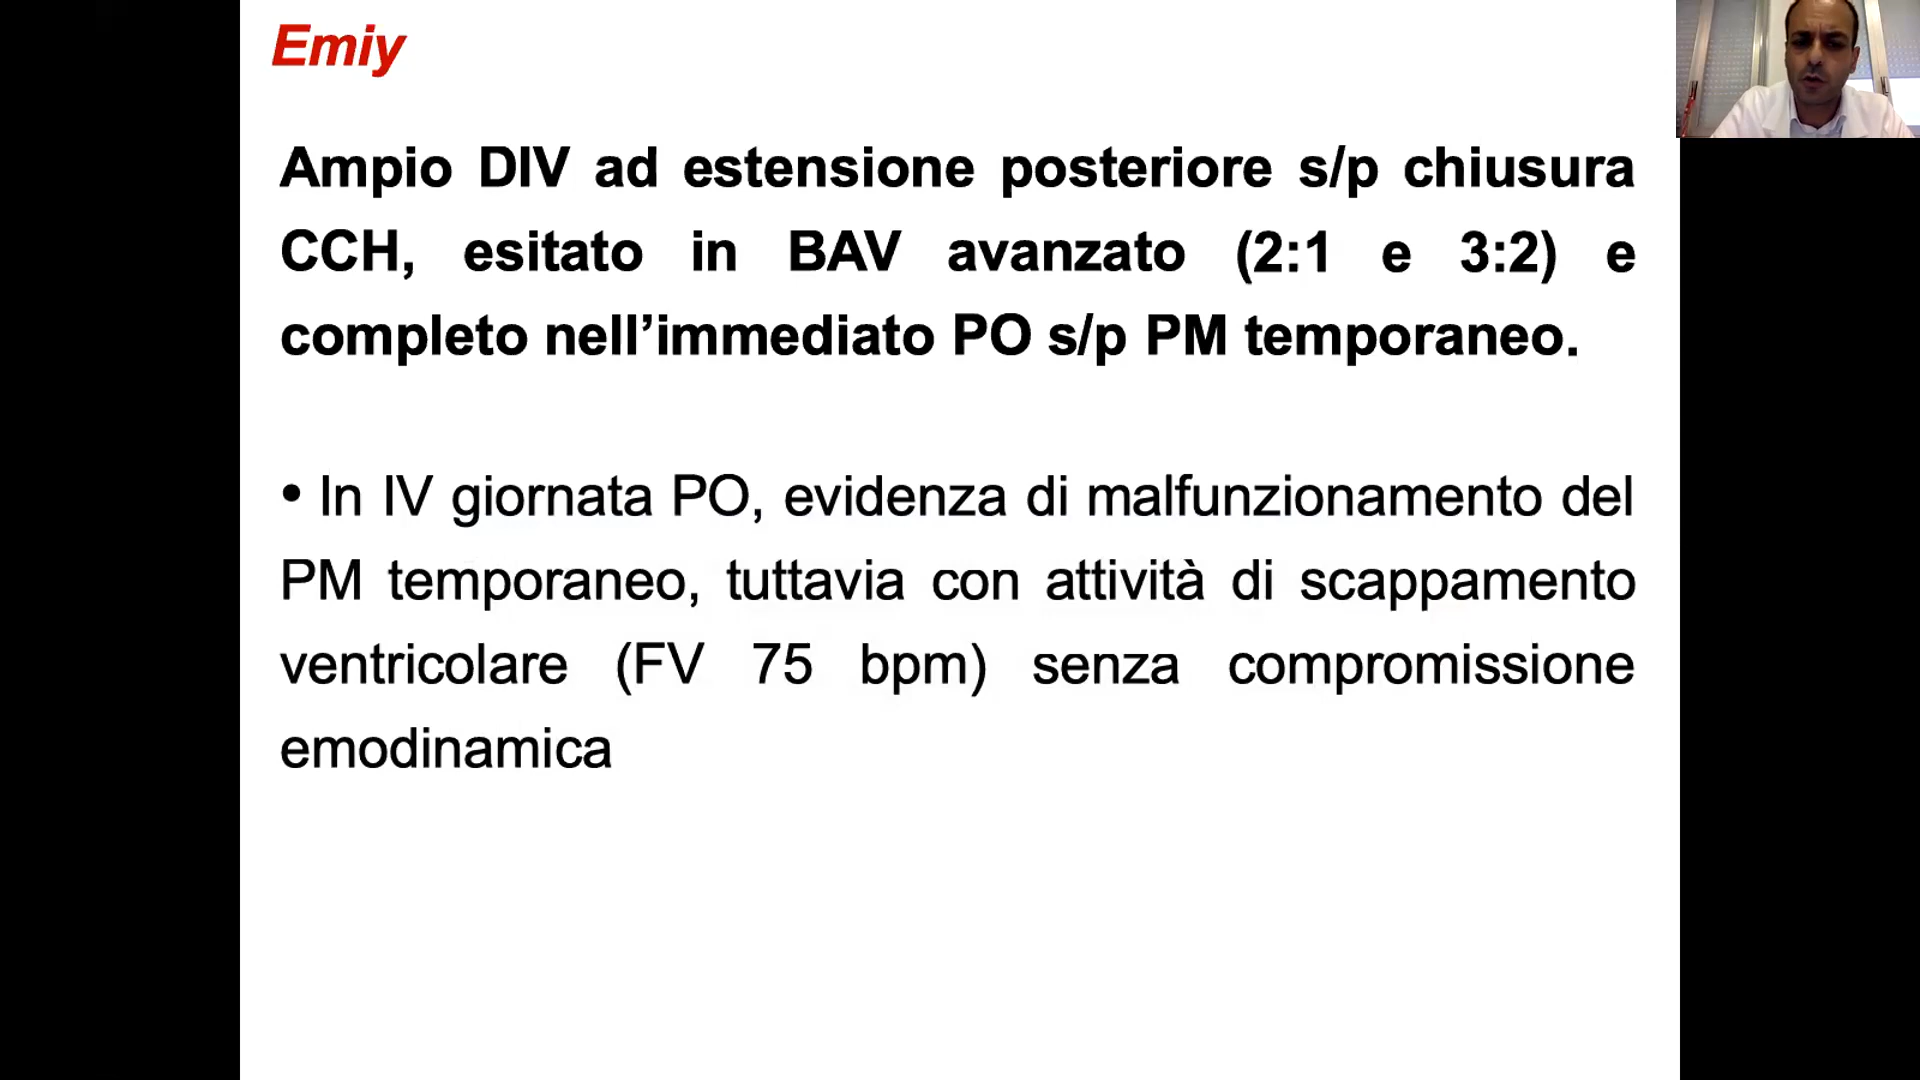 Emiy
Ampio DIV ad estensione posteriore s/p chiusura
CCH, esitato in BAV avanzato (2:1 e 3:2) e
completo nell’immediato PO s/p PM temporaneo.
• In IV giornata PO, evidenza di malfunzionamento del
PM temporaneo, tuttavia con attività di scappamento
ventricolare (FV 75 bpm) senza compromissione
emodinamica